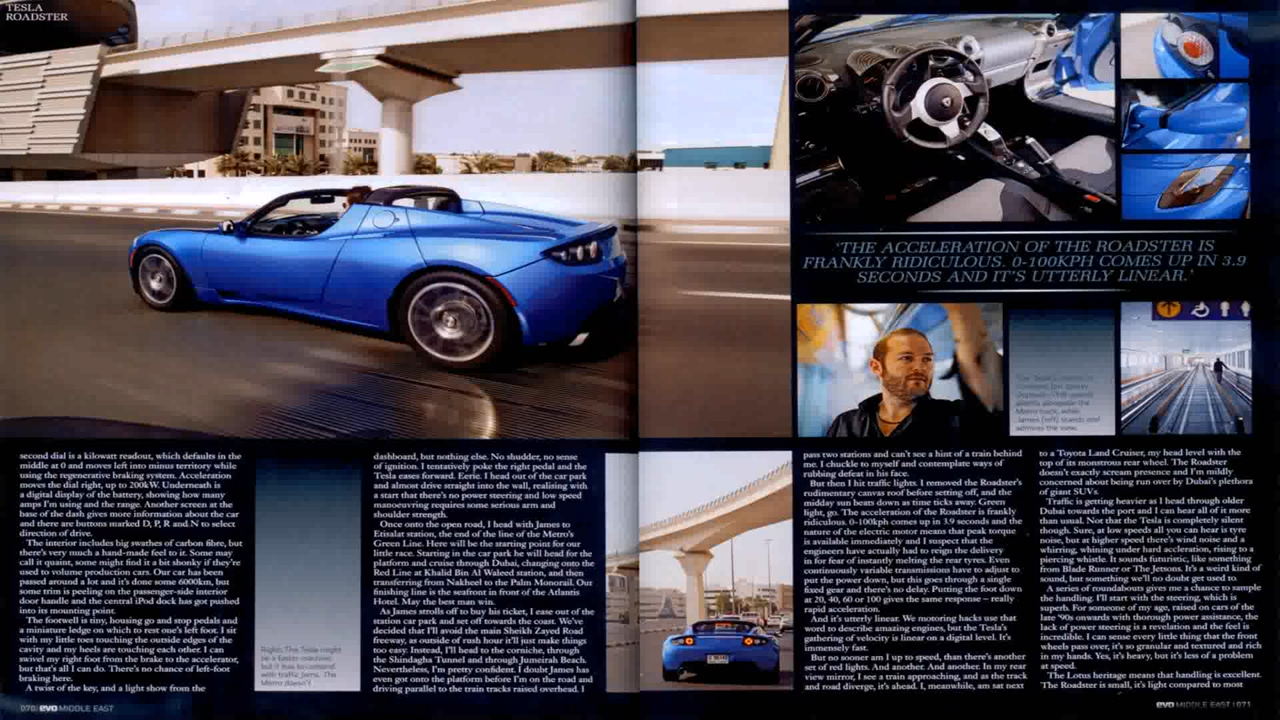 TESLA
ROADSTER
second dial is a kilowatt readout, which defaults in the
middle at 0 and moves left into minus territory while
using the regenerative braking system. Acceleration
moves the dial right, up to 200kW. Underneath is
a digital display of the battery, showing how many
amps I'm using and the range. Another screen at the
base of the dash gives more information about the car
and there are buttons marked D, P, R and N to select
direction of drive.
The interior includes big swathes of carbon fibre, but
there's very much a hand-made feel to it. Some may
call it quaint, some might find it a bit shonky if they're
used to volume production cars. Our car has been
passed around a lot and it's done some 6000km, but
some trim is peeling on the passenger-side interior
door handle and the central iPod dock has got pushed
into its mounting point.
The footwell is tiny, housing go and stop pedals and
a miniature ledge on which to rest one's left foot. I sit
with my little toes touching the outside edges of the
cavity and my heels are touching each other. I can
swivel my right foot from the brake to the accelerator,
but that's all I can do. There's no chance of left-foot
braking here.
A twist of the key, and a light show from the
Right: The Tesla might
be a faster machine
but it has to contend
with traffic jams. The
Metro doesn't
dashboard, but nothing else. No shudder, no sense
of ignition. I tentatively poke the right pedal and the
Tesla eases forward. Eerie. I head out of the car park
and almost drive straight into the wall, realising with
a start that there's no power steering and low speed
manoeuvring requires some serious arm and
shoulder strength.
Once onto the open road, I head with James to
Etisalat station, the end of the line of the Metro's
Green Line. Here will be the starting point for our
little race. Starting in the car park he will head for the
platform and cruise through Dubai, changing onto the
Red Line at Khalid Bin Al Waleed station, and then
transferring from Nakheel to the Palm Monorail. Our
finishing line is the seafront in front of the Atlantis
Hotel. May the best man win.
As James strolls off to buy his ticket, I ease out of the
station car park and set off towards the coast. We've
decided that I'll avoid the main Sheikh Zayed Road
freeway, as outside of rush hour it'll just make things
too easy. Instead, I'll head to the corniche, through
the Shindagha Tunnel and through Jumeirah Beach.
Nevertheless, I'm pretty confident. I doubt James has
even got onto the platform before I'm on the road and
driving parallel to the train tracks raised overhead. I
070 evo MIDDLE EAST
'THE ACCELERATION OF THE ROADSTER IS
FRANKLY RIDICULOUS. 0-100KPH COMES UP IN 3.9
SECONDS AND IT'S UTTERLY LINEAR.'
Metro track, while
James (left) stands and
admires the view.
pass two stations and can't see a hint of a train behind
me. I chuckle to myself and contemplate ways of
rubbing defeat in his face.
But then I hit traffic lights. I removed the Roadster's
rudimentary canvas roof before setting off, and the
midday sun beats down as time ticks away. Green
light, go. The acceleration of the Roadster is frankly
ridiculous. 0-100kph comes up in 3.9 seconds and the
nature of the electric motor means that peak torque
is available immediately and I suspect that the
engineers have actually had to reign the delivery
in for fear of instantly melting the rear tyres. Even
continuously variable transmissions have to adjust to
put the power down, but this goes through a single
fixed gear and there's no delay. Putting the foot down
at 20, 40, 60 or 100 gives the same response – really
rapid acceleration.
And it's utterly linear. We motoring hacks use that
word to describe amazing engines, but the Tesla's
gathering of velocity is linear on a digital level. It's
immensely fast.
But no sooner am I up to speed, than there's another
set of red lights. And another. And another. In my rear
view mirror, I see a train approaching, and as the track
and road diverge, it's ahead. I, meanwhile, am sat next
to a Toyota Land Cruiser, my head level with the
top of its monstrous rear wheel. The Roadster
doesn't exactly scream presence and I'm mildly
concerned about being run over by Dubai's plethora
of giant SUVs.
Traffic is getting heavier as I head through older
Dubai towards the port and I can hear all of it more
than usual. Not that the Tesla is completely silent
though. Sure, at low speeds all you can hear is tyre
noise, but at higher speed there's wind noise and a
whirring, whining under hard acceleration, rising to a
piercing whistle. It sounds futuristic, like something
from Blade Runner or The Jetsons. It's a weird kind of
sound, but something we'll no doubt get used to.
A series of roundabouts give me a chance to sample
the handling. I'll start with the steering, which is
superb. For someone of my age, raised on cars of the
late '90s onwards with thorough power assistance, the
lack of power steering is a revelation and the feel is
incredible. I can sense every little thing that the front
wheels pass over, it's so granular and textured and rich
in my hands. Yes, it's heavy, but it's less of a problem
at speed.
The Lotus heritage means that handling is excellent.
The Roadster is small, it's light compared to most
evo MIDDLE EAST 071